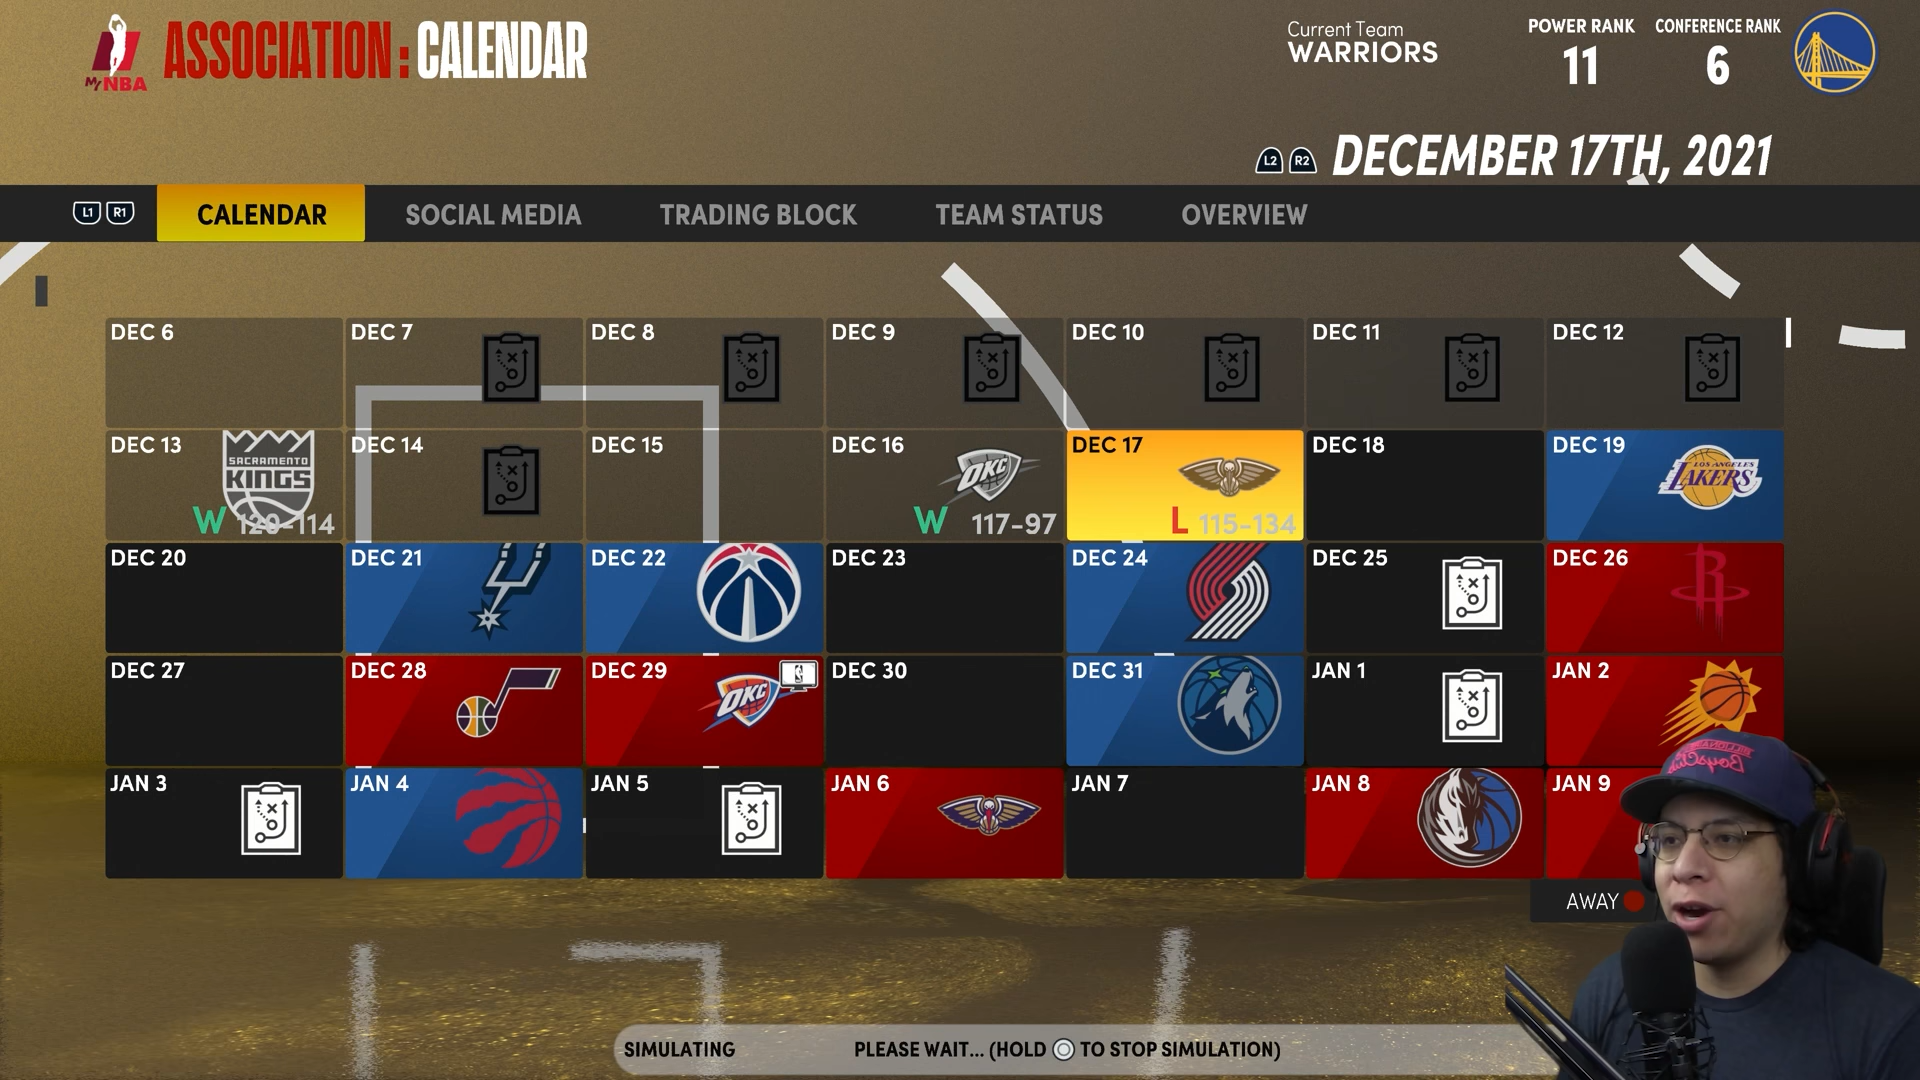 MyNBA
ASSOCIATION : CALENDAR
Current Team
WARRIORS
POWER RANK
11
CONFERENCE RANK
6
L2 R2 DECEMBER 17TH, 2021
L1 R1 CALENDAR SOCIAL MEDIA TRADING BLOCK TEAM STATUS OVERVIEW
DEC 6 DEC 7 DEC 8 DEC 9 DEC 10 DEC 11 DEC 12
DEC 13 DEC 14 DEC 15 DEC 16 DEC 17 DEC 18 DEC 19
SACRAMENTO
KINGS
OKC
LOS ANGELES
LAKERS
W 120-114 W 117-97 L 115-134
DEC 20 DEC 21 DEC 22 DEC 23 DEC 24 DEC 25 DEC 26
R
DEC 27 DEC 28 DEC 29 DEC 30 DEC 31 JAN 1 JAN 2
OKC
JAN 3 JAN 4 JAN 5 JAN 6 JAN 7 JAN 8 JAN 9
AWAY
SIMULATING PLEASE WAIT... (HOLD TO STOP SIMULATION)